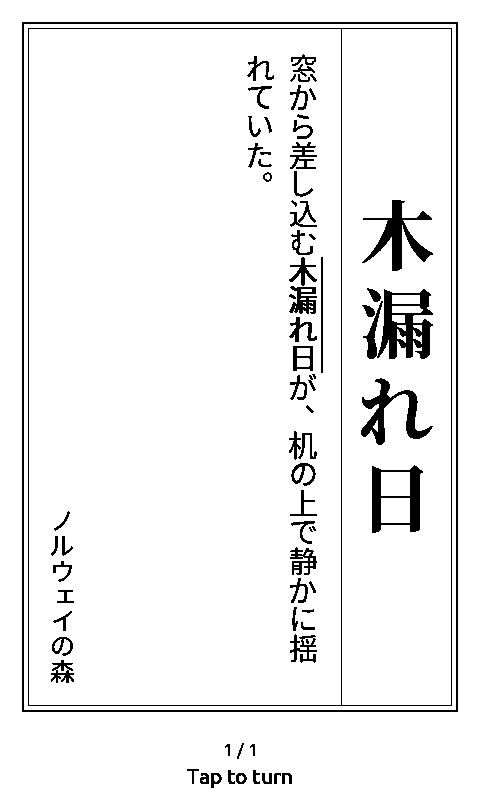 木漏れ日
窓から差し込む木漏れ日が、机の上で静かに揺
れていた。
ノルウェイの森
1 / 1
Tap to turn